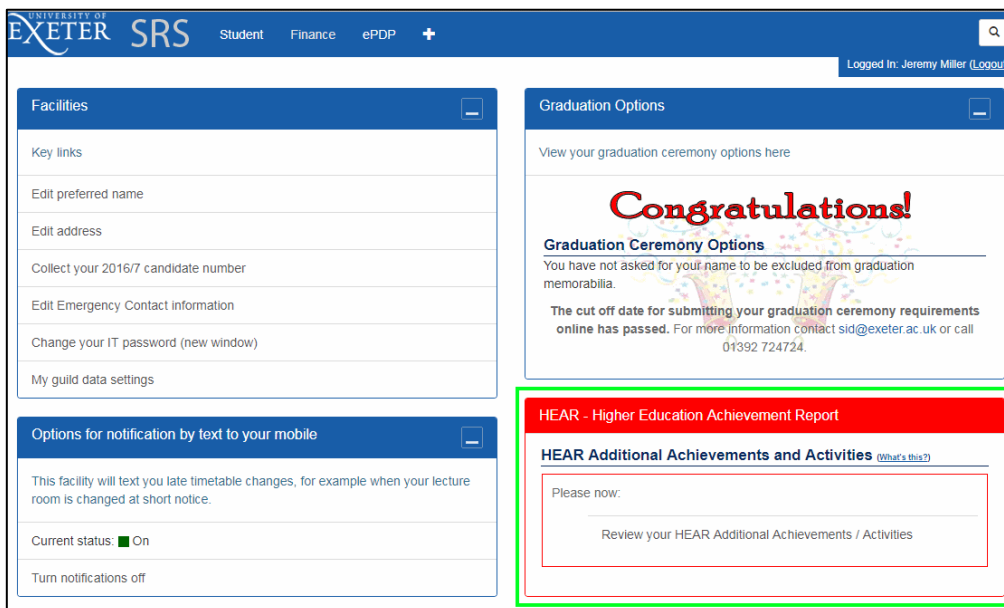 UNIVERSITY OF
EXETER SRS Student Finance ePDP +
Logged In: Jeremy Miller (Logout
Facilities
Key links
Edit preferred name
Edit address
Collect your 2016/7 candidate number
Edit Emergency Contact information
Change your IT password (new window)
My guild data settings
Options for notification by text to your mobile
This facility will text you late timetable changes, for example when your lecture
room is changed at short notice.
Current status: On
Turn notifications off
Graduation Options
View your graduation ceremony options here
Congratulations!
Graduation Ceremony Options
You have not asked for your name to be excluded from graduation
memorabilia.
The cut off date for submitting your graduation ceremony requirements
online has passed. For more information contact sid@exeter.ac.uk or call
01392 724724.
HEAR - Higher Education Achievement Report
HEAR Additional Achievements and Activities (What's this?)
Please now:
Review your HEAR Additional Achievements / Activities